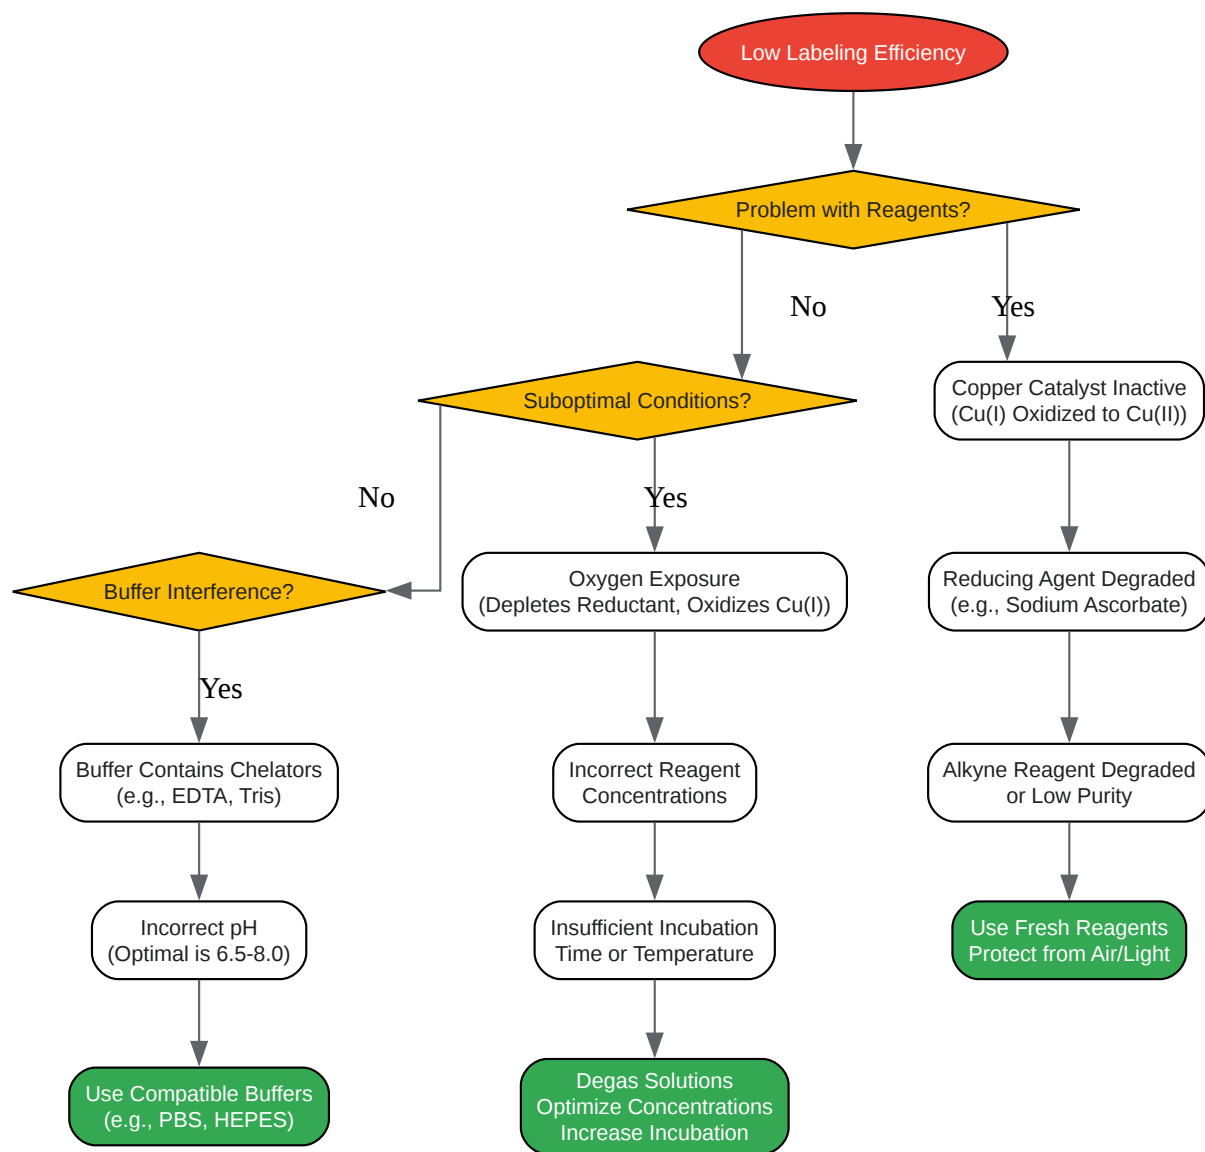 Low Labeling Efficiency
Problem with Reagents?
No
Yes
Suboptimal Conditions?
Copper Catalyst Inactive
(Cu(I) Oxidized to Cu(II))
No
Yes
Buffer Interference?
Oxygen Exposure
(Depletes Reductant, Oxidizes Cu(I))
Reducing Agent Degraded
(e.g., Sodium Ascorbate)
Yes
Buffer Contains Chelators
(e.g., EDTA, Tris)
Incorrect Reagent
Concentrations
Alkyne Reagent Degraded
or Low Purity
Incorrect pH
(Optimal is 6.5-8.0)
Insufficient Incubation
Time or Temperature
Use Fresh Reagents
Protect from Air/Light
Use Compatible Buffers
(e.g., PBS, HEPES)
Degas Solutions
Optimize Concentrations
Increase Incubation